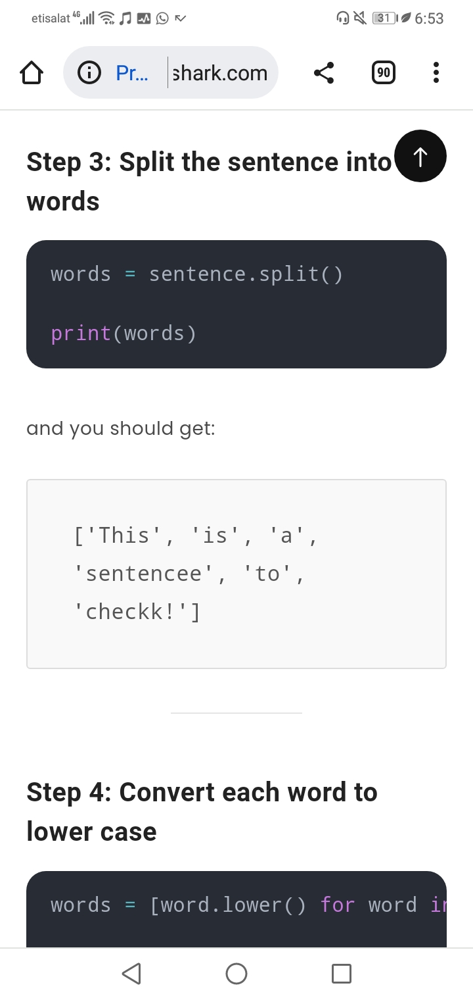 etisalat 4G 31 6:53
Pr... shark.com 90
Step 3: Split the sentence into
words
words = sentence.split()
print(words)
and you should get:
['This', 'is', 'a',
'sentencee', 'to',
'checkk!']
Step 4: Convert each word to
lower case
words = [word.lower() for word in